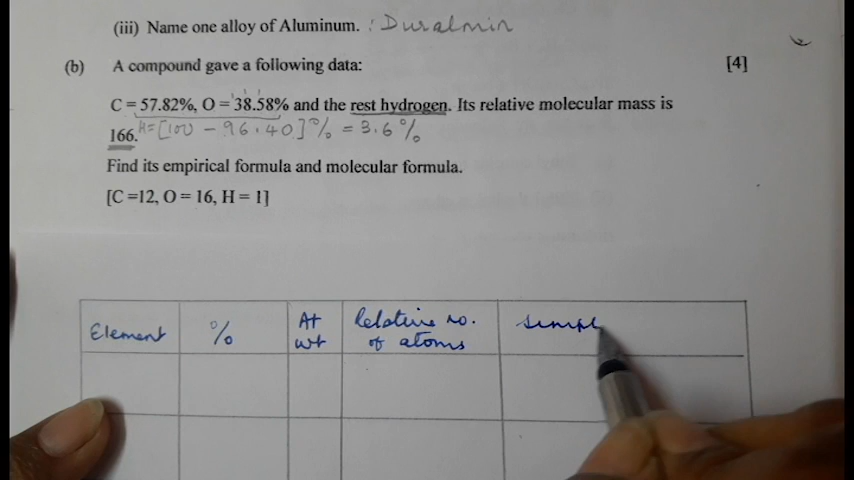 (iii) Name one alloy of Aluminum. : Duralmin
(b) A compound gave a following data: [4]
C = 57.82%, O = 38.58% and the rest hydrogen. Its relative molecular mass is
166. H = [100 - 96.40]% = 3.6%
Find its empirical formula and molecular formula.
[C =12, O = 16, H = 1]
Element % At wt Relative no. of atoms simpl